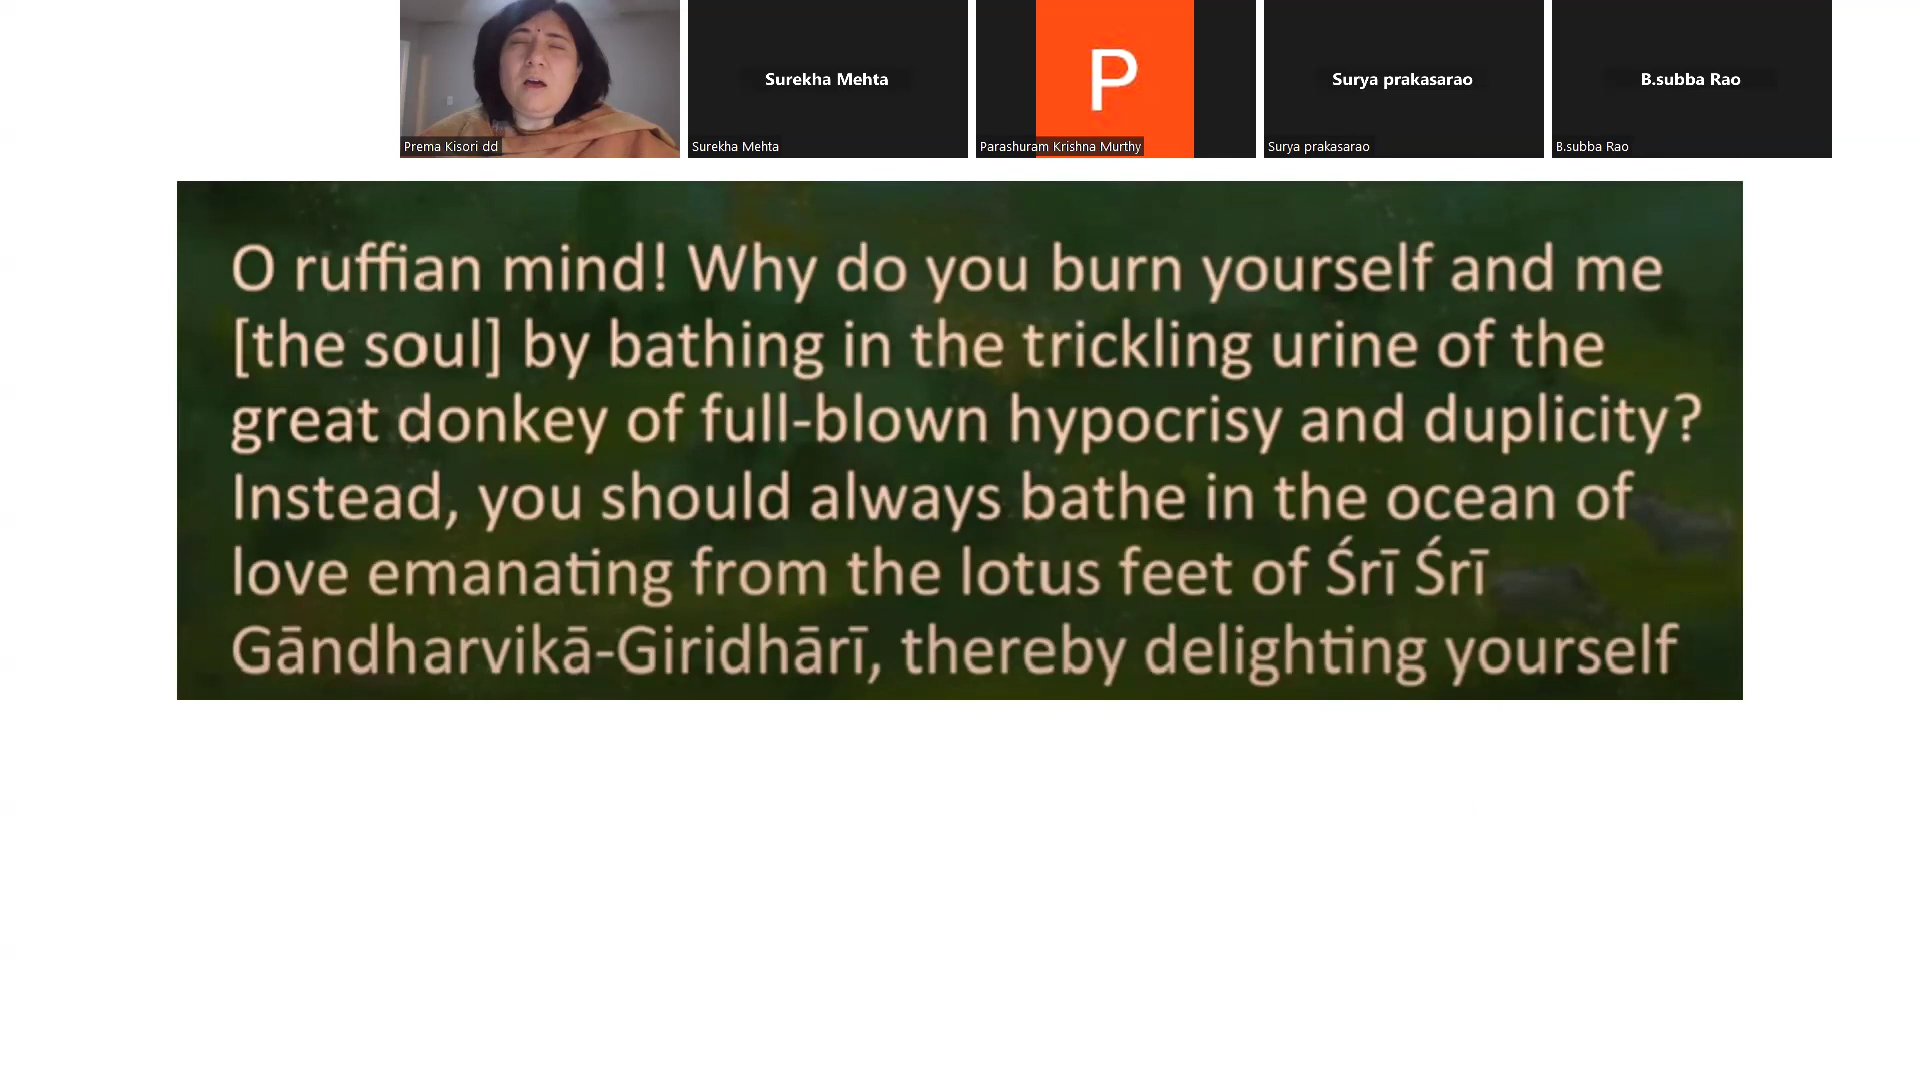 Prema Kisori dd
Surekha Mehta
Surekha Mehta
P
Parashuram Krishna Murthy
Surya prakasarao
Surya prakasarao
B.subba Rao
B.subba Rao
O ruffian mind! Why do you burn yourself and me
[the soul] by bathing in the trickling urine of the
great donkey of full-blown hypocrisy and duplicity?
Instead, you should always bathe in the ocean of
love emanating from the lotus feet of Śrī Śrī
Gāndharvikā-Giridhārī, thereby delighting yourself